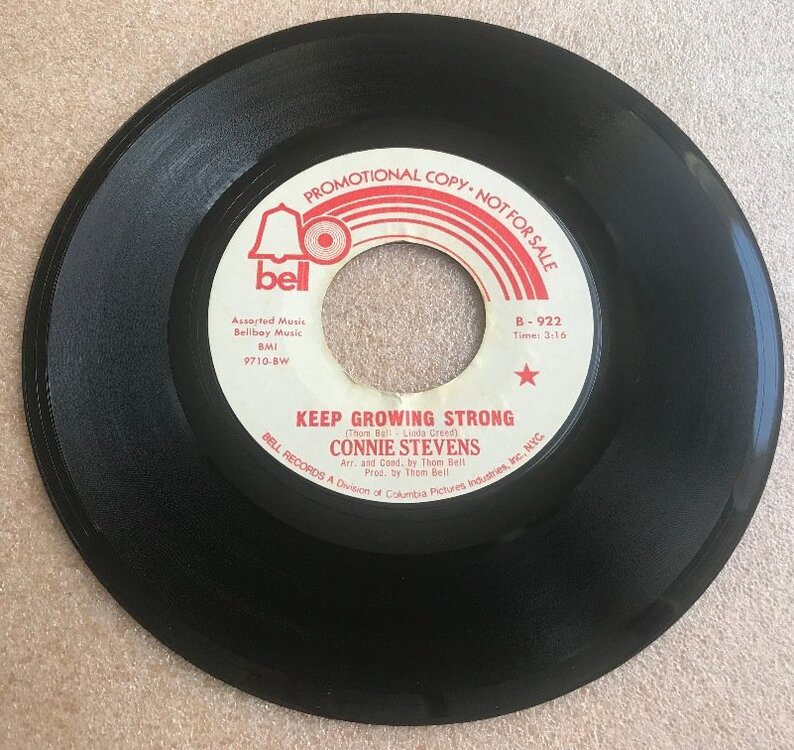 PROMOTIONAL COPY • NOT FOR SALE
bell
Assorted Music
Bellboy Music
BMI
9710-BW
B - 922
Time: 3:16
KEEP GROWING STRONG
(Thom Bell - Linda Creed)
CONNIE STEVENS
Arr. and Cond. by Thom Bell
Prod. by Thom Bell
BELL RECORDS A Division of Columbia Pictures Industries, Inc., N.Y.C.